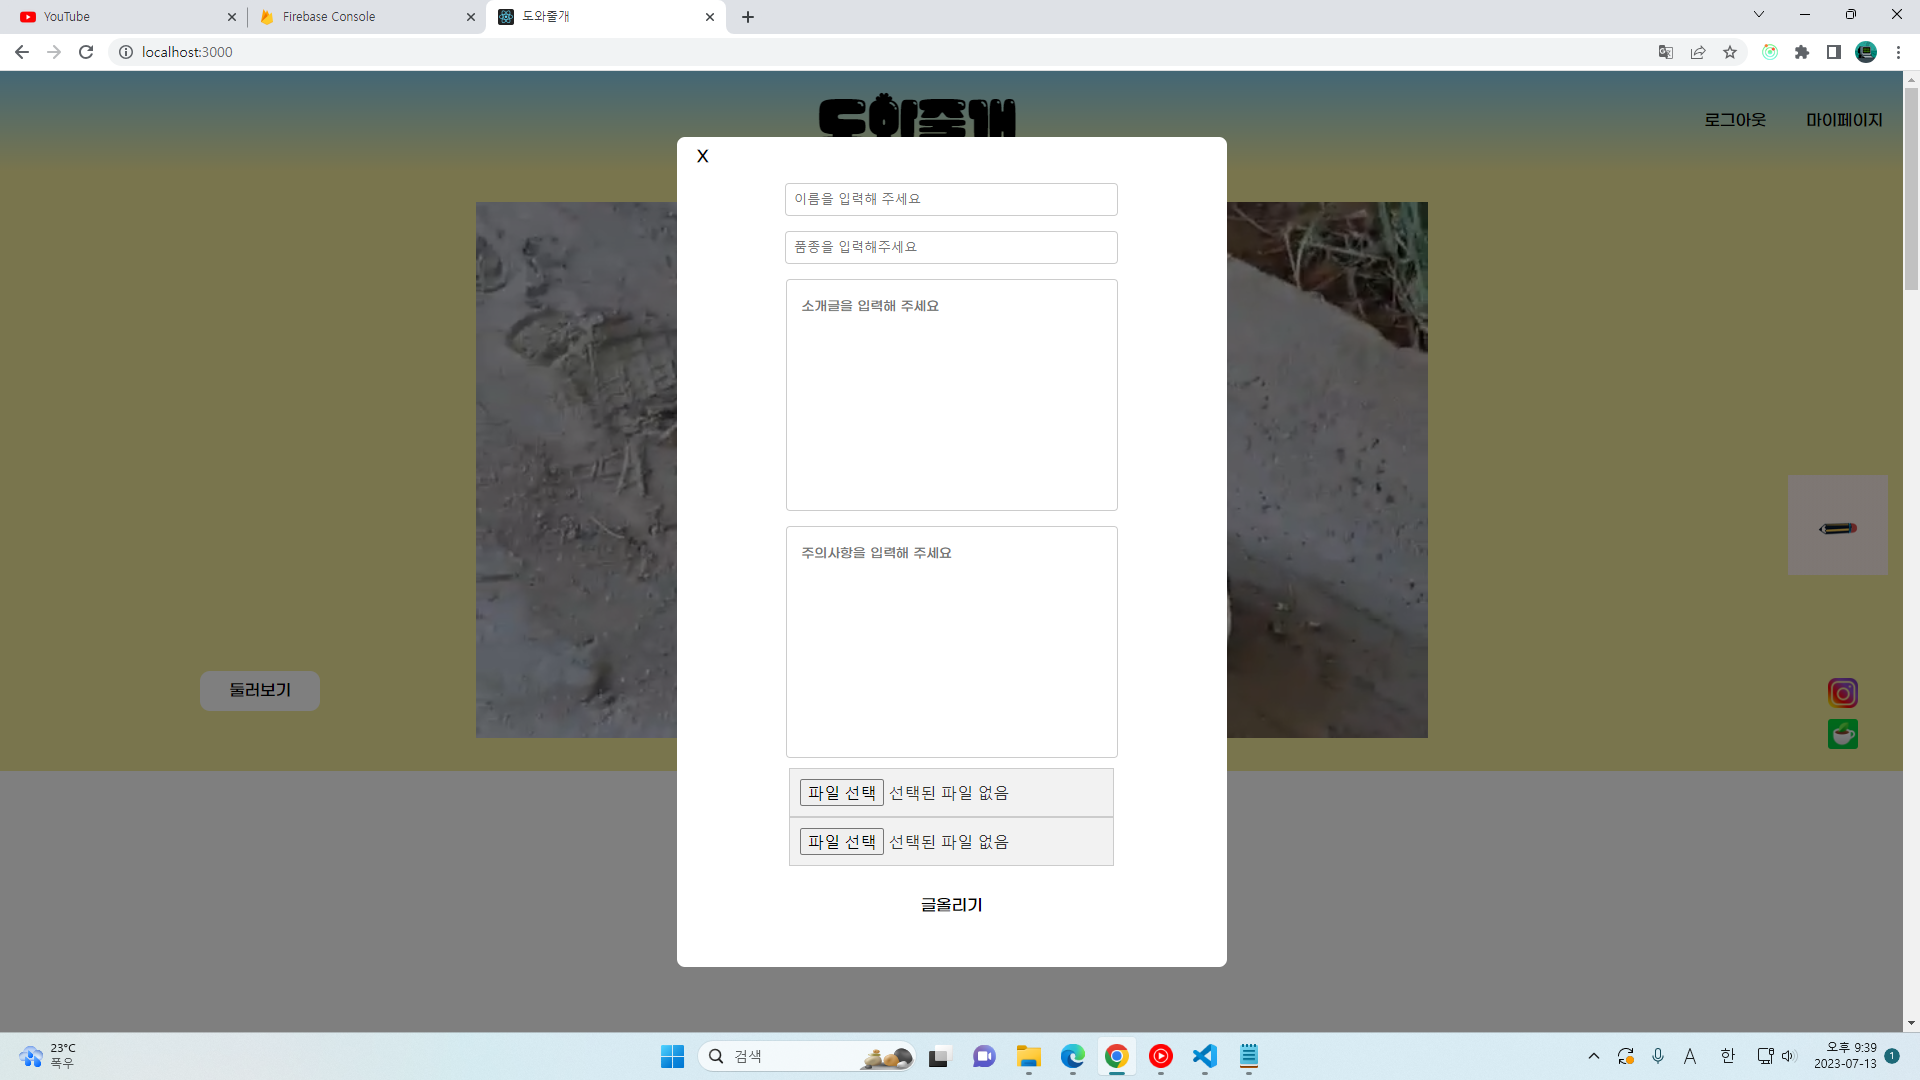 YouTube
Firebase Console
도와줄개
localhost:3000
도와줄개
로그아웃
마이페이지
X
이름을 입력해 주세요
품종을 입력해주세요
소개글을 입력해 주세요
주의사항을 입력해 주세요
둘러보기
파일 선택 선택된 파일 없음
파일 선택 선택된 파일 없음
글올리기
23°C
폭우
검색
A
한
오후 9:39
2023-07-13
1